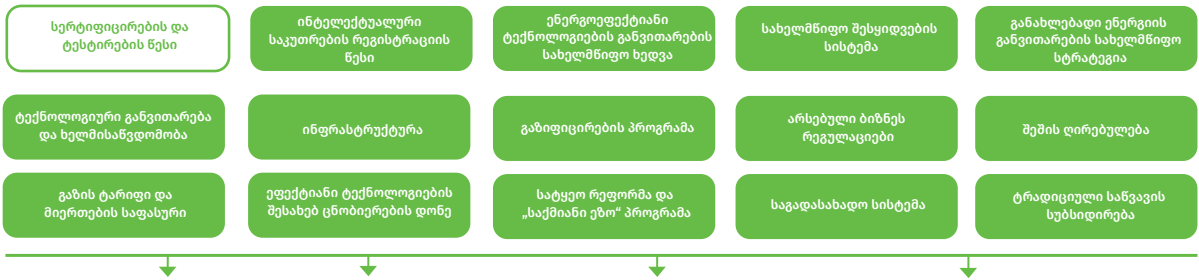 სერტიფიცირების და
ტესტირების წესი
ინტელექტუალური
საკუთრების რეგისტრაციის
წესი
ენერგოეფექტიანი
ტექნოლოგიების განვითარების
სახელმწიფო ხედვა
სახელმწიფო შესყიდვების
სისტემა
განახლებადი ენერგიის
განვითარების სახელმწიფო
სტრატეგია
ტექნოლოგიური განვითარება
და ხელმისაწვდომობა
ინფრასტრუქტურა
გაზიფიცირების პროგრამა
არსებული ბიზნეს
რეგულაციები
შეშის ღირებულება
გაზის ტარიფი და
მიერთების საფასური
ეფექტიანი ტექნოლოგიების
შესახებ ცნობიერების დონე
სატყეო რეფორმა და
„საქმიანი ეზო“ პროგრამა
საგადასახადო სისტემა
ტრადიციული საწვავის
სუბსიდირება